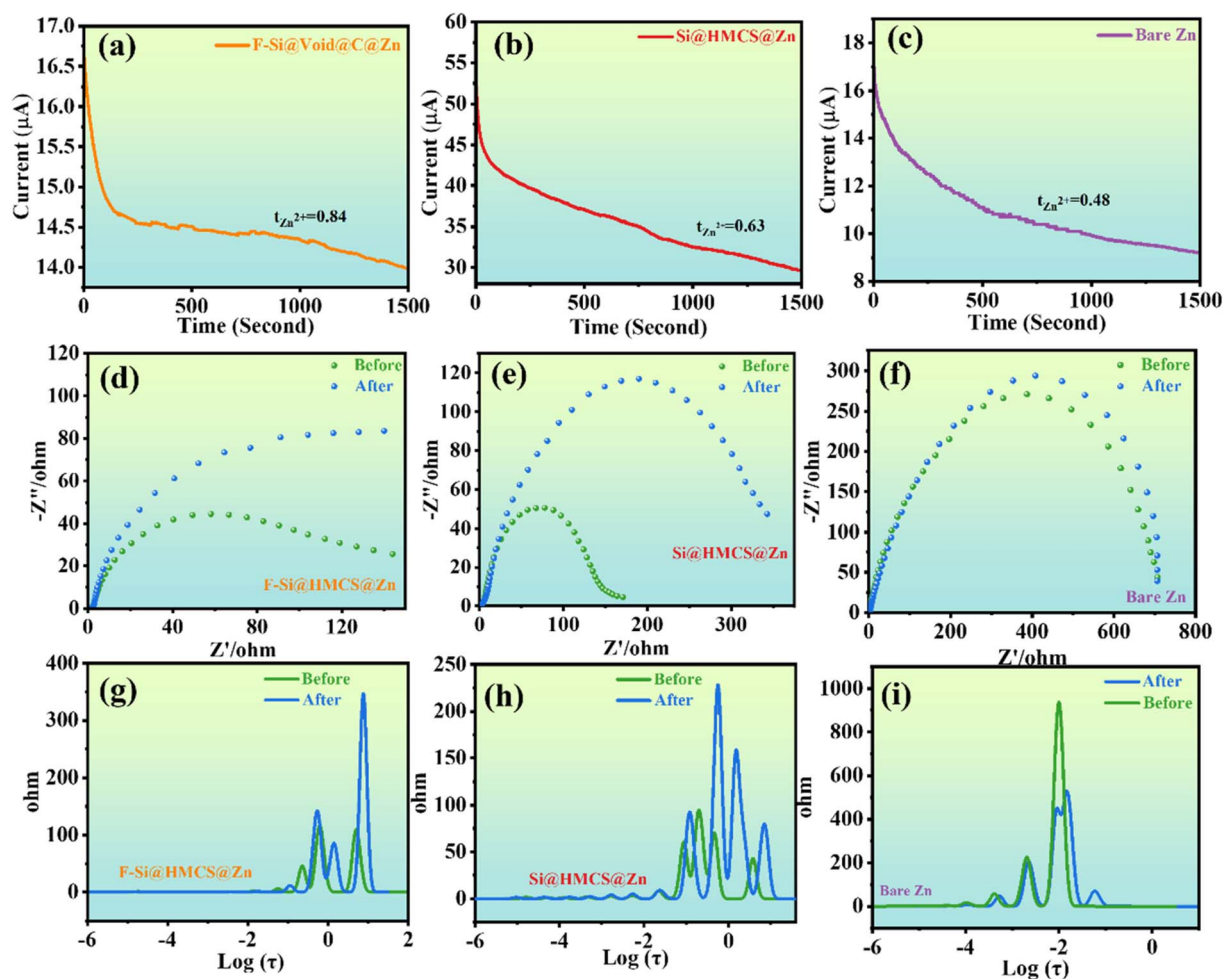 (a)
F-Si@Void@C@Zn
Current (μA)
17.0
16.5
16.0
15.5
15.0
14.5
14.0
t_Zn²⁺=0.84
0
500
1000
1500
Time (Second)
(b)
Si@HMCS@Zn
Current (μA)
60
55
50
45
40
35
30
t_Zn²⁺=0.63
0
500
1000
1500
Time (Second)
(c)
Bare Zn
Current (μA)
18
16
14
12
10
8
t_Zn²⁺=0.48
0
500
1000
1500
Time (Second)
(d)
Before
After
-Z''/ohm
120
100
80
60
40
20
0
F-Si@HMCS@Zn
0
40
80
120
Z'/ohm
(e)
Before
After
-Z''/ohm
120
100
80
60
40
20
0
Si@HMCS@Zn
0
100
200
300
Z'/ohm
(f)
Before
After
-Z''/ohm
300
250
200
150
100
50
0
Bare Zn
0
200
400
600
800
Z'/ohm
(g)
Before
After
ohm
400
300
200
100
0
F-Si@HMCS@Zn
-6
-4
-2
0
2
Log (τ)
(h)
Before
After
ohm
250
200
150
100
50
0
Si@HMCS@Zn
-6
-4
-2
0
Log (τ)
(i)
After
Before
ohm
1000
800
600
400
200
0
Bare Zn
-6
-4
-2
0
Log (τ)